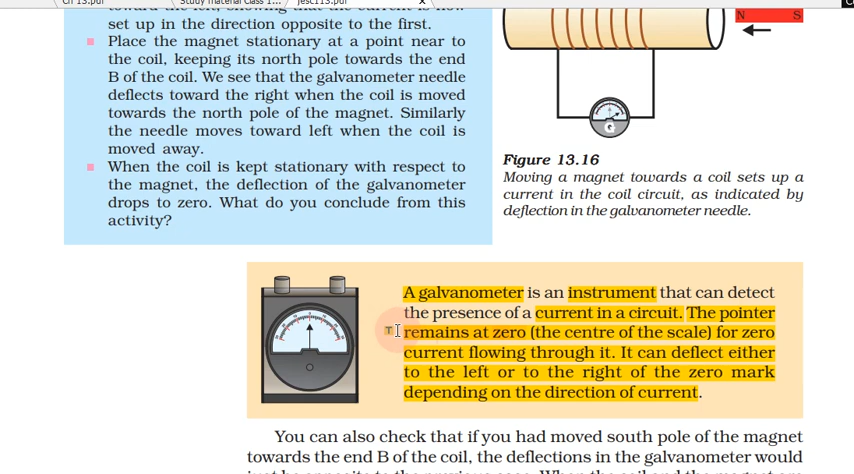 Study material Class 1...
jesc113.pdf
set up in the direction opposite to the first.
Place the magnet stationary at a point near to
the coil, keeping its north pole towards the end
B of the coil. We see that the galvanometer needle
deflects toward the right when the coil is moved
towards the north pole of the magnet. Similarly
the needle moves toward left when the coil is
moved away.
When the coil is kept stationary with respect to
the magnet, the deflection of the galvanometer
drops to zero. What do you conclude from this
activity?
N S
G
Figure 13.16
Moving a magnet towards a coil sets up a
current in the coil circuit, as indicated by
deflection in the galvanometer needle.
A galvanometer is an instrument that can detect
the presence of a current in a circuit. The pointer
remains at zero (the centre of the scale) for zero
current flowing through it. It can deflect either
to the left or to the right of the zero mark
depending on the direction of current.
You can also check that if you had moved south pole of the magnet
towards the end B of the coil, the deflections in the galvanometer would